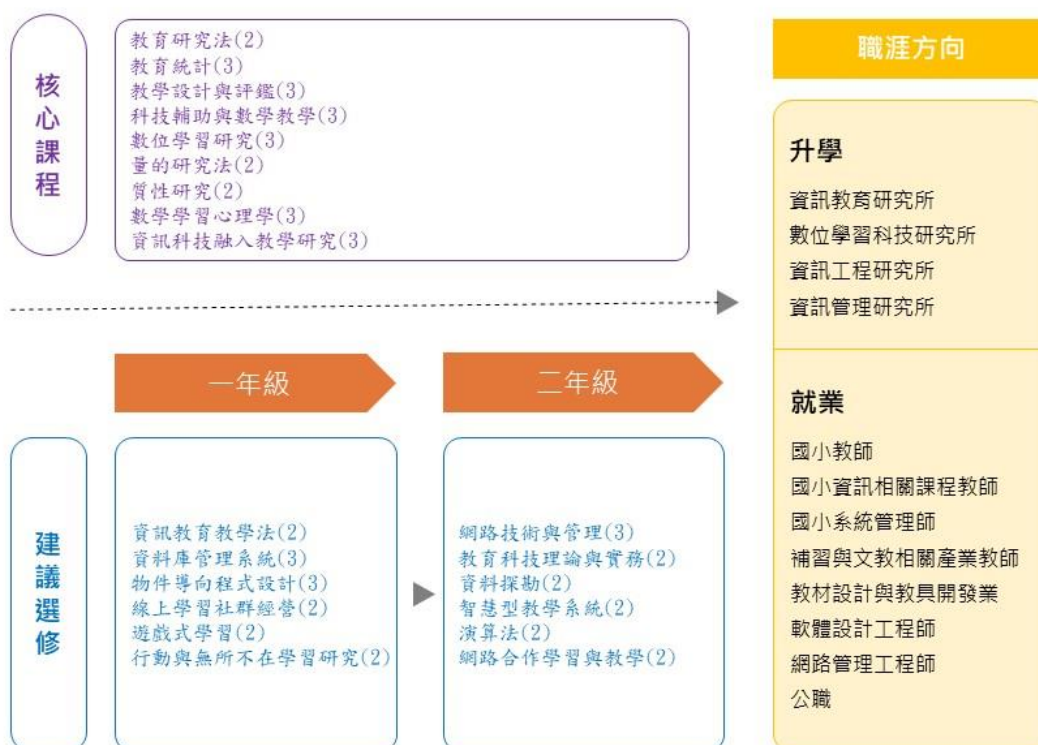 核心課程
教育研究法(2)
教育統計(3)
教學設計與評鑑(3)
科技輔助與數學教學(3)
數位學習研究(3)
量的研究法(2)
質性研究(2)
數學學習心理學(3)
資訊科技融入教學研究(3)
一年級
二年級
建議選修
資訊教育教學法(2)
資料庫管理系統(3)
物件導向程式設計(3)
線上學習社群經營(2)
遊戲式學習(2)
行動與無所不在學習研究(2)
網路技術與管理(3)
教育科技理論與實務(2)
資料探勘(2)
智慧型教學系統(2)
演算法(2)
網路合作學習與教學(2)
職涯方向
升學
資訊教育研究所
數位學習科技研究所
資訊工程研究所
資訊管理研究所
就業
國小教師
國小資訊相關課程教師
國小系統管理師
補習與文教相關產業教師
教材設計與教具開發業
軟體設計工程師
網路管理工程師
公職